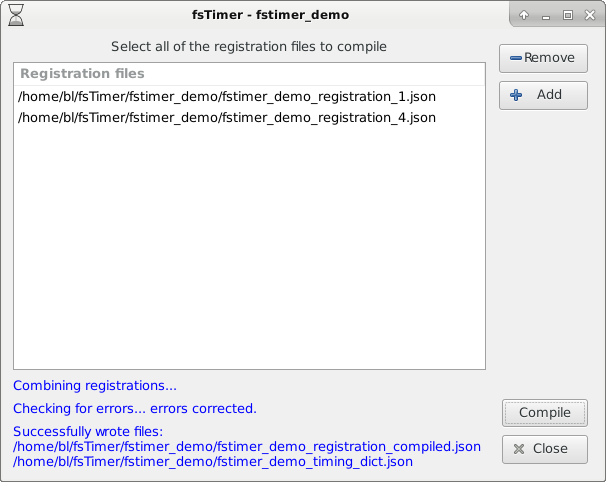 fsTimer - fstimer_demo
Select all of the registration files to compile
Remove
Registration files
Add
/home/bl/fsTimer/fstimer_demo/fstimer_demo_registration_1.json
/home/bl/fsTimer/fstimer_demo/fstimer_demo_registration_4.json
Combining registrations...
Checking for errors... errors corrected.
Compile
Successfully wrote files:
/home/bl/fsTimer/fstimer_demo/fstimer_demo_registration_compiled.json
Close
/home/bl/fsTimer/fstimer_demo/fstimer_demo_timing_dict.json